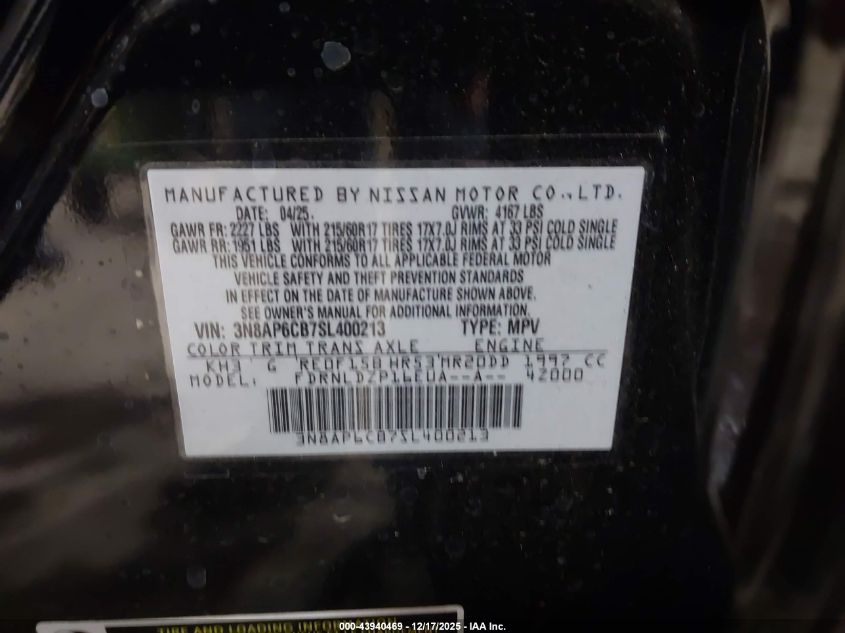 MANUFACTURED BY NISSAN MOTOR CO.,LTD.
DATE: 04/25. GVWR: 4167 LBS
GAWR FR: 2227 LBS WITH 215/60R17 TIRES 17X7.0J RIMS AT 33 PSI COLD SINGLE
GAWR RR: 1951 LBS WITH 215/60R17 TIRES 17X7.0J RIMS AT 33 PSI COLD SINGLE
THIS VEHICLE CONFORMS TO ALL APPLICABLE FEDERAL MOTOR
VEHICLE SAFETY AND THEFT PREVENTION STANDARDS
IN EFFECT ON THE DATE OF MANUFACTURE SHOWN ABOVE.
SEE OWNER'S MANUAL FOR ADDITIONAL INFORMATION.
VIN: 3N8AP6CB7SL400213 TYPE: MPV
COLOR TRIM TRANS AXLE ENGINE
KH3 G RE0F15B HR53 MR20DD 1997 CC
MODEL: FDRNLDZP16EUA--A-- 42000
3N8AP6CB7SL400213
TIRE AND LOADING INFORMATION
000-43940469 - 12/17/2025 - IAA Inc.